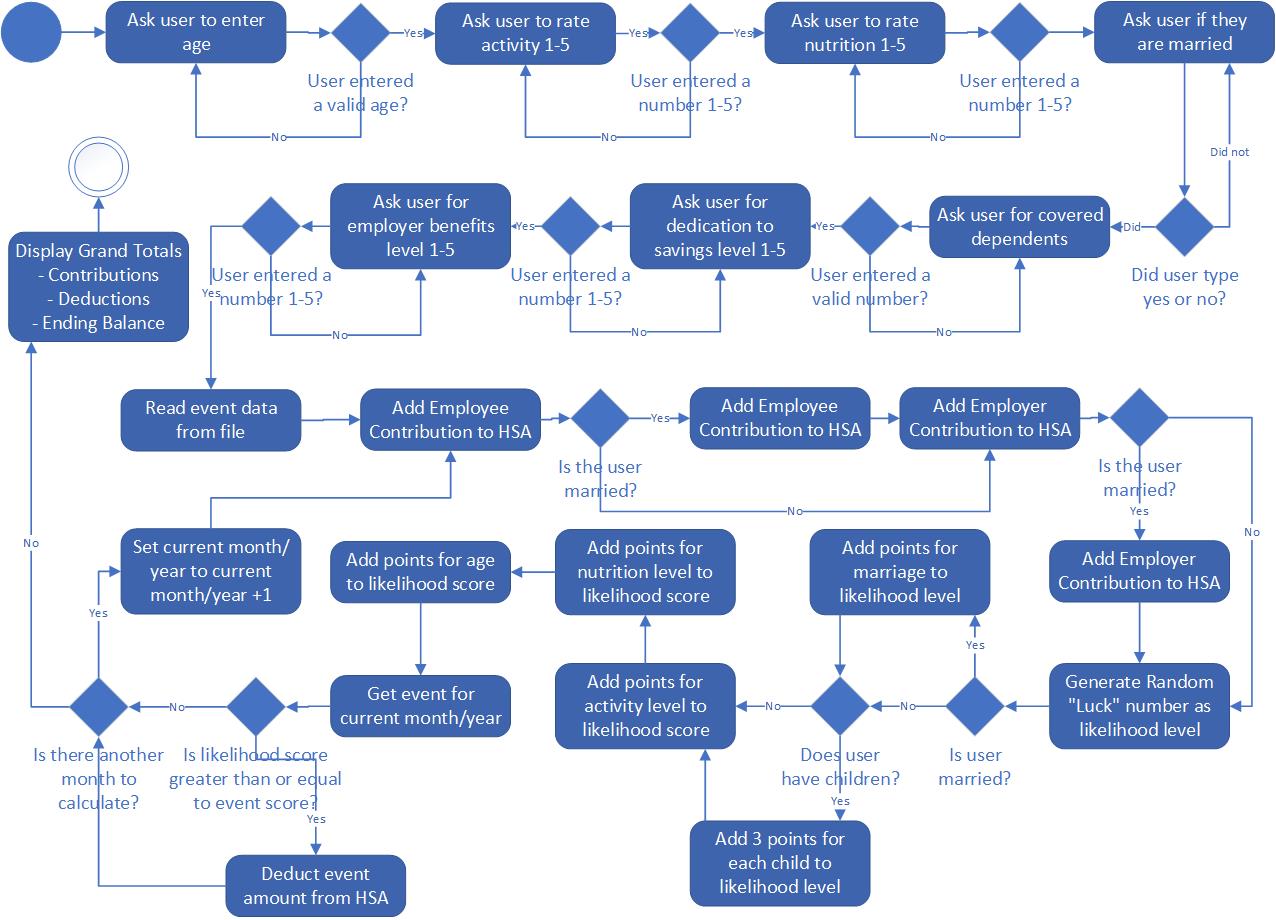 Ask user to enter
age
Yes
Ask user to rate
activity 1-5
Yes
Yes
Ask user to rate
nutrition 1-5
Ask user if they
are married
User entered
a valid age?
No
User entered a
number 1-5?
No
User entered a
number 1-5?
No
Did not
Did user type
yes or no?
Did
Ask user for covered
dependents
User entered a
valid number?
No
Yes
Ask user for
dedication to
savings level 1-5
User entered a
number 1-5?
No
Yes
Ask user for
employer benefits
level 1-5
User entered a
number 1-5?
No
Yes
Read event data
from file
Add Employee
Contribution to HSA
Is the user
married?
Yes
No
Add Employee
Contribution to HSA
Add Employer
Contribution to HSA
Is the user
married?
Yes
No
Add Employer
Contribution to HSA
Generate Random
"Luck" number as
likelihood level
Is user
married?
Yes
No
Add points for
marriage to
likelihood level
Does user
have children?
Yes
No
Add 3 points for
each child to
likelihood level
Add points for
activity level to
likelihood score
Add points for
nutrition level to
likelihood score
Add points for age
to likelihood score
Get event for
current month/year
Is likelihood score
greater than or equal
to event score?
Yes
No
Deduct event
amount from HSA
Is there another
month to
calculate?
Yes
No
Set current month/
year to current
month/year +1
Display Grand Totals
- Contributions
- Deductions
- Ending Balance